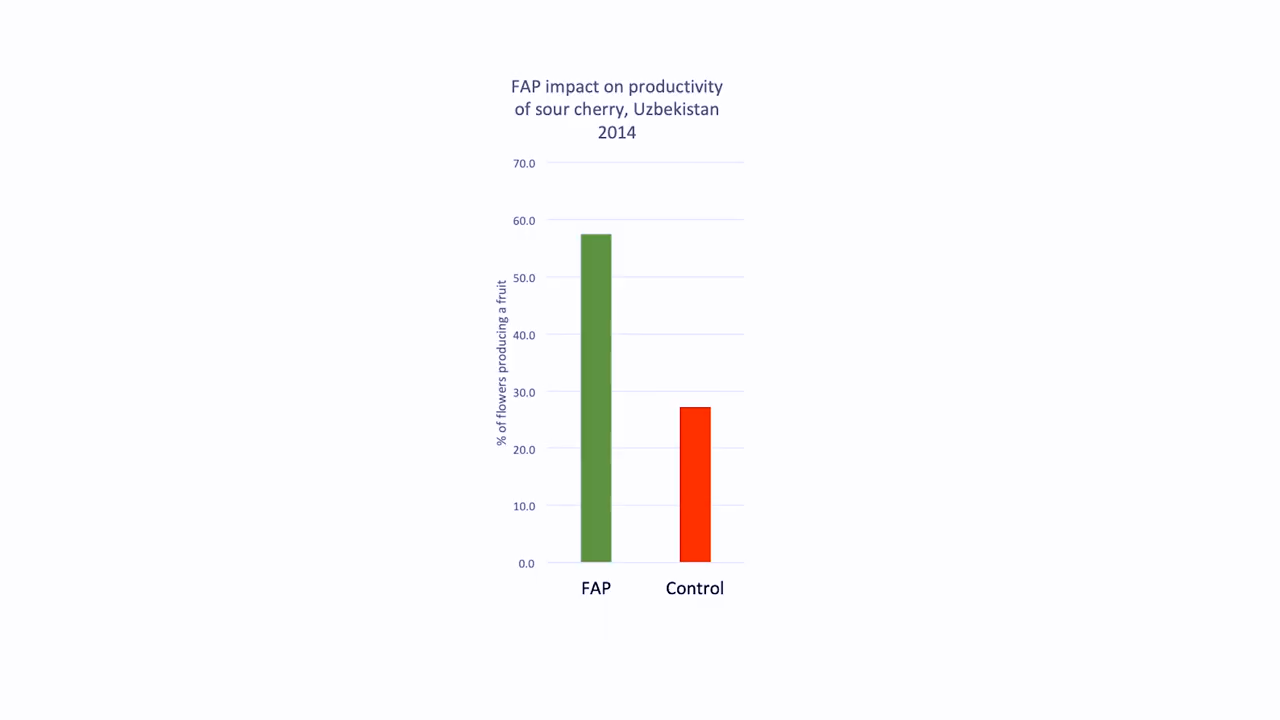 FAP impact on productivity
of sour cherry, Uzbekistan
2014
70.0
60.0
50.0
40.0
30.0
20.0
10.0
0.0
% of flowers producing a fruit
FAP
Control